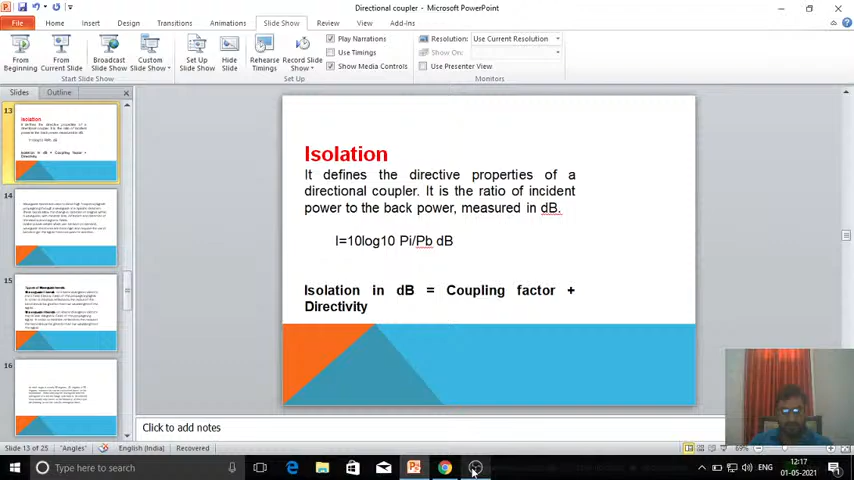 Directional coupler - Microsoft PowerPoint
File Home Insert Design Transitions Animations Slide Show Review View Add-Ins
From Beginning
From Current Slide
Broadcast Slide Show
Custom Slide Show
Start Slide Show
Set Up Slide Show
Hide Slide
Rehearse Timings
Record Slide Show
Play Narrations
Use Timings
Show Media Controls
Set Up
Resolution: Use Current Resolution
Show On:
Use Presenter View
Monitors
Slides Outline
13
Isolation
14
15
16
Isolation
It defines the directive properties of a
directional coupler. It is the ratio of incident
power to the back power, measured in dB.
I=10log10 Pi/Pb dB
Isolation in dB = Coupling factor +
Directivity
Click to add notes
Slide 13 of 25 "Angles" English (India) Recovered 69%
Type here to search
ENG
12:17
01-05-2021